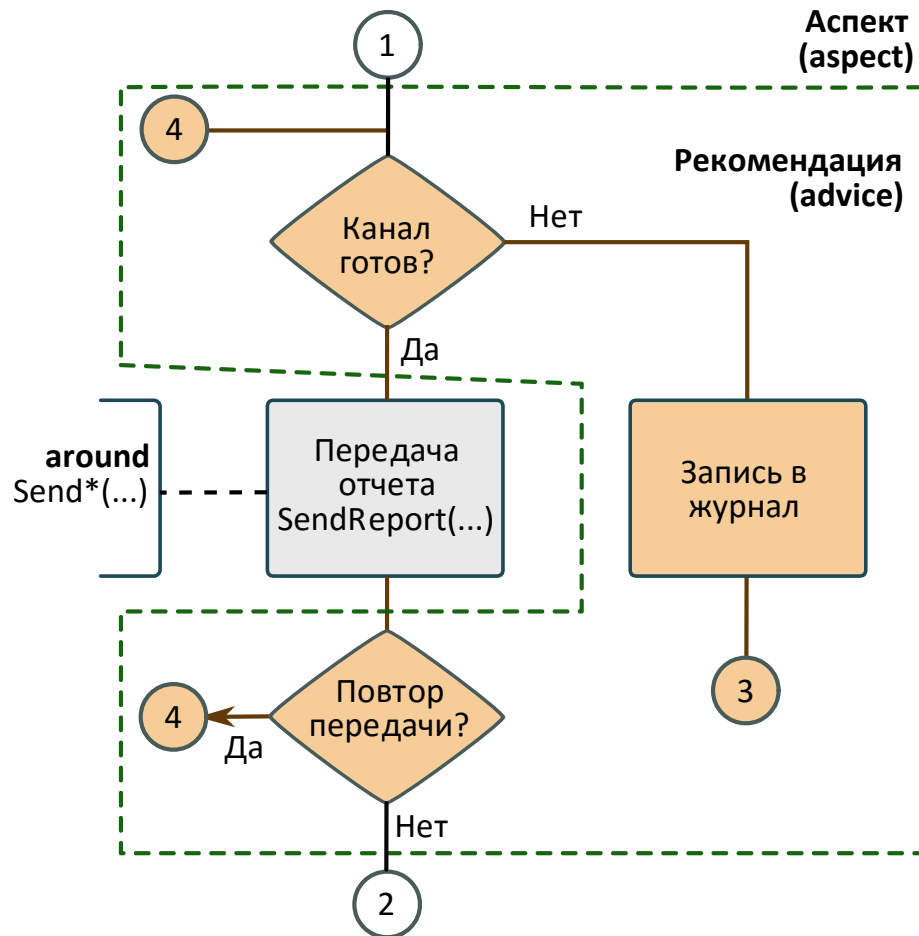 1
Аспект
(aspect)
4
Рекомендация
(advice)
Канал
готов?
Нет
Да
around
Send*(...)
Передача
отчета
SendReport(...)
Запись в
журнал
Повтор
передачи?
4
Да
3
Нет
2